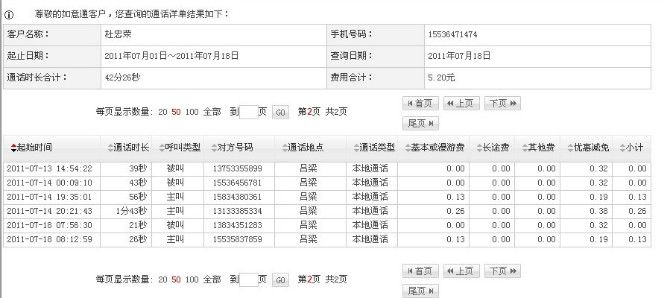 尊敬的如意通客户，您查询的通话详单结果如下：
客户名称： 杜忠荣 手机号码： 15536471474
起止日期： 2011年07月01日～2011年07月18日 查询日期： 2011年07月18日
通话时长合计： 42分26秒 费用合计： 5.20元
每页显示数量: 20 50 100 全部 到 页 GO 第2页 共2页 首页 上页 下页 尾页
起始时间 通话时长 呼叫类型 对方号码 通话地点 通话类型 基本或漫游费 长途费 其他费 优惠减免 小计
2011-07-13 14:54:22 39秒 被叫 13753355899 吕梁 本地通话 0.00 0.00 0.00 0.32 0.00
2011-07-14 00:09:10 43秒 被叫 15536456781 吕梁 本地通话 0.00 0.00 0.00 0.32 0.00
2011-07-14 19:35:01 56秒 主叫 15834380361 吕梁 本地通话 0.13 0.00 0.00 0.19 0.13
2011-07-14 20:21:43 1分43秒 主叫 13133385334 吕梁 本地通话 0.26 0.00 0.00 0.38 0.26
2011-07-18 07:56:30 21秒 被叫 13834351283 吕梁 本地通话 0.00 0.00 0.00 0.32 0.00
2011-07-18 08:12:59 26秒 主叫 15535837859 吕梁 本地通话 0.13 0.00 0.00 0.19 0.13
每页显示数量: 20 50 100 全部 到 页 GO 第2页 共2页 首页 上页 下页 尾页